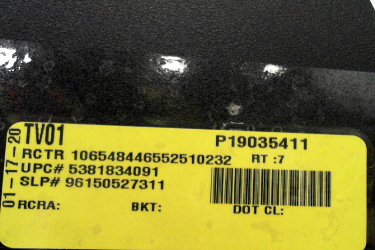 01-17-20
TV01 P19035411
RCTR 106548446552510232 RT :7
UPC# 5381834091
SLP# 96150527311
RCRA: BKT: DOT CL: